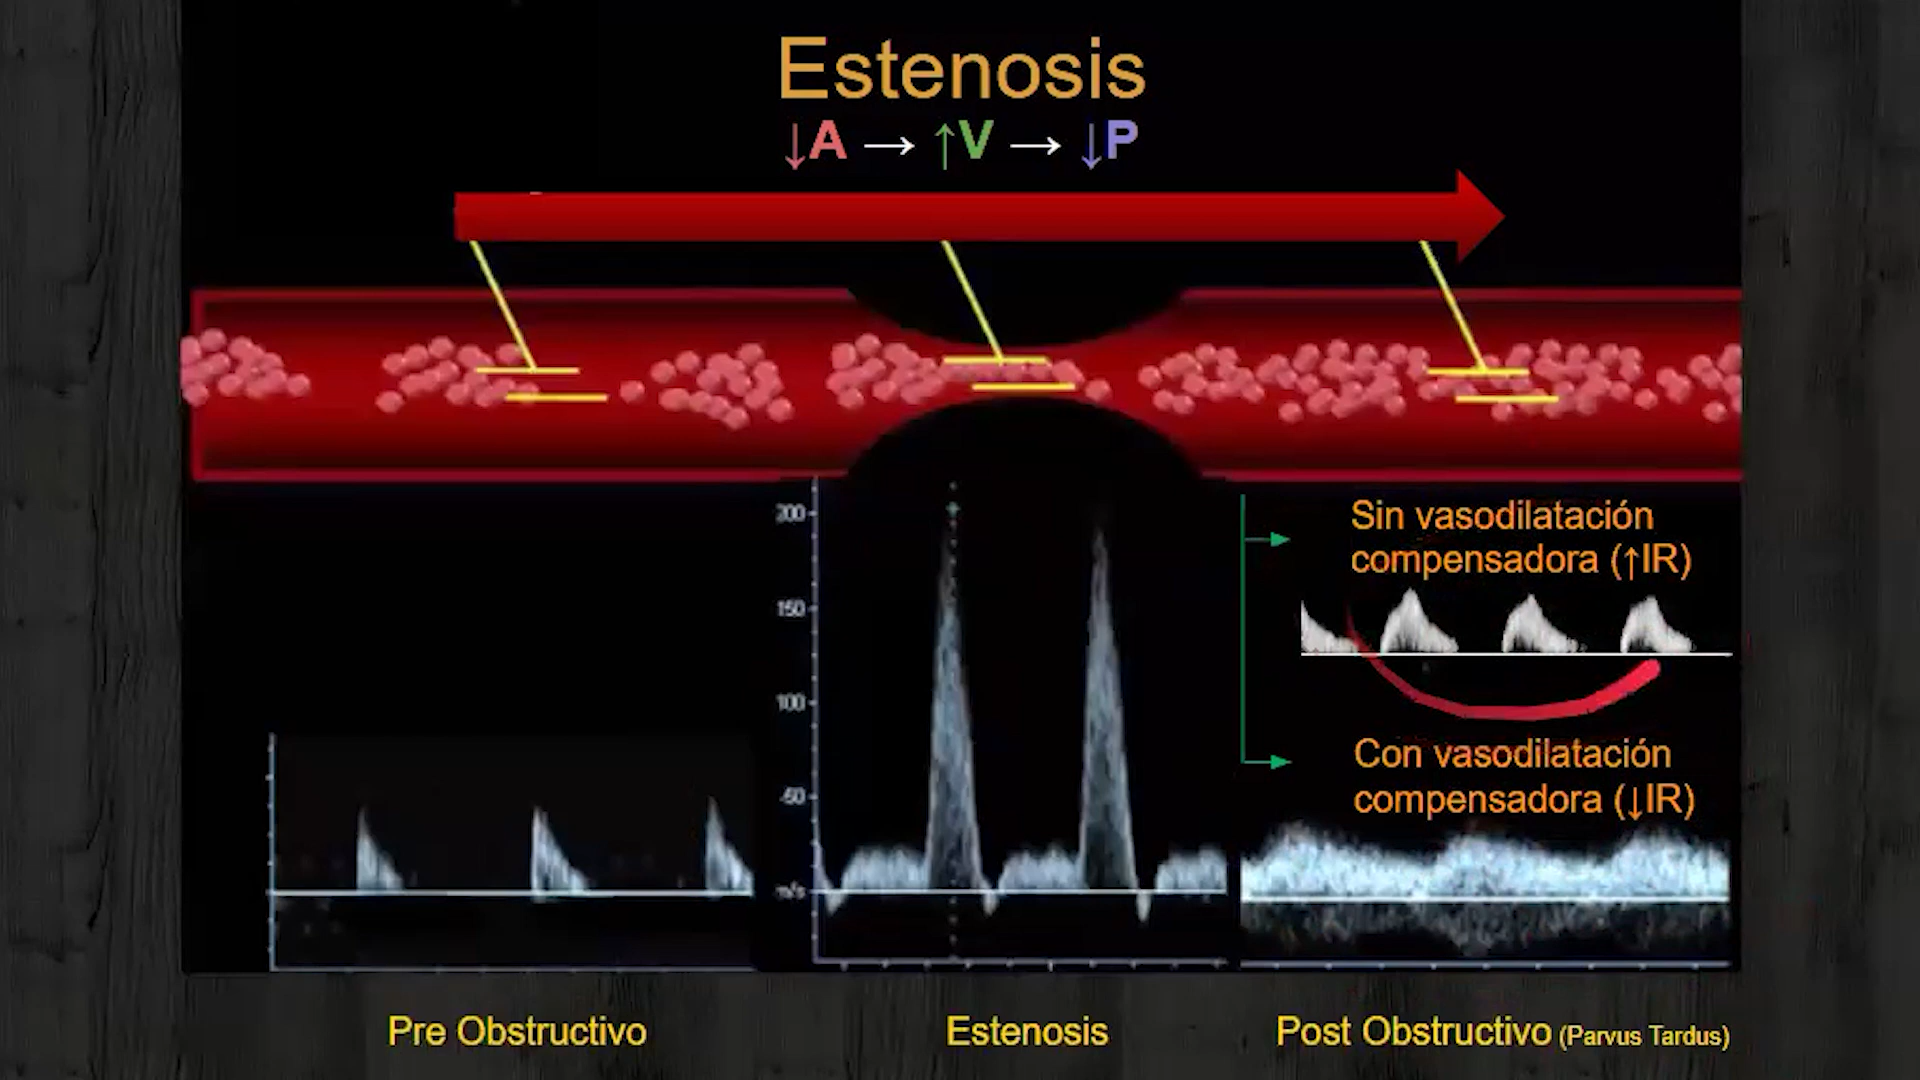 Estenosis
↓A → ↑V → ↓P
200
150
100
-50
m/s
Sin vasodilatación
compensadora (↑IR)
Con vasodilatación
compensadora (↓IR)
Pre Obstructivo
Estenosis
Post Obstructivo (Parvus Tardus)